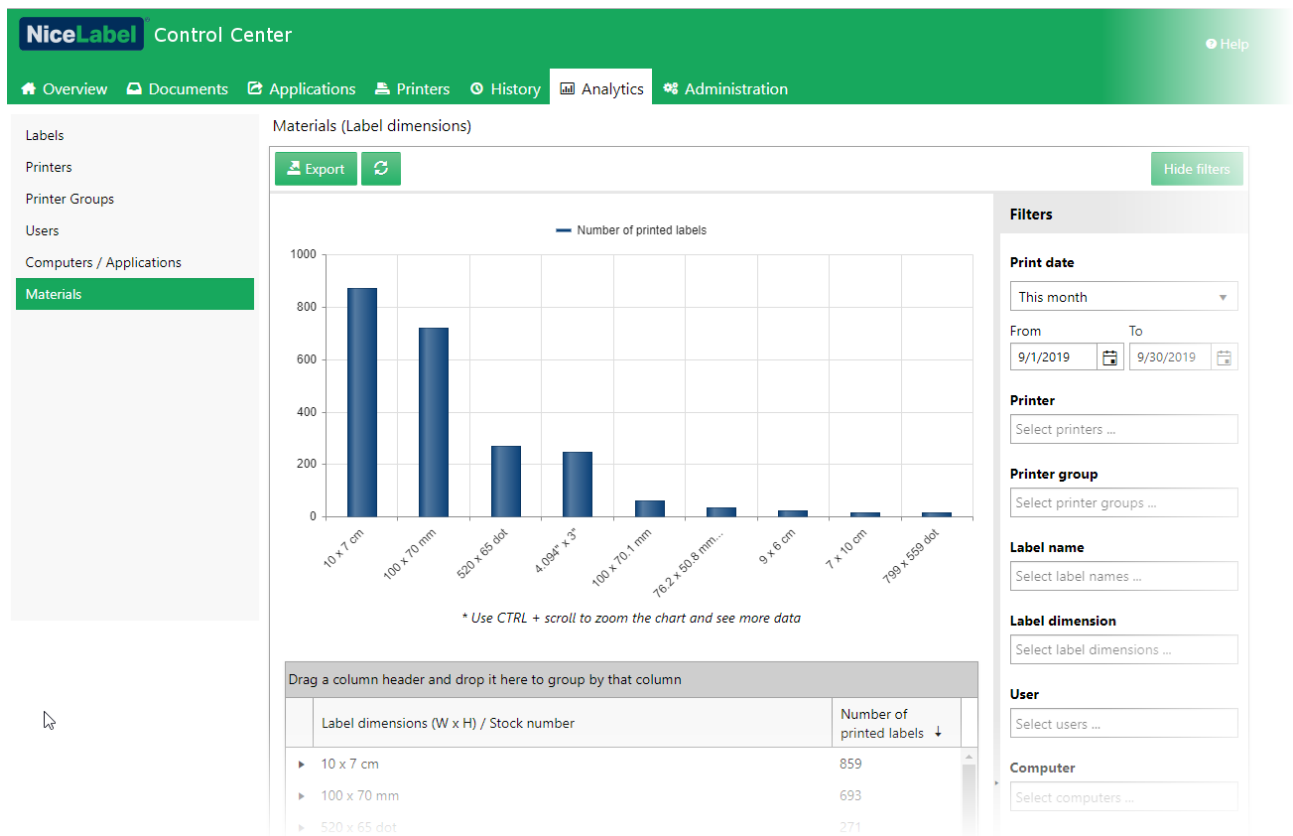 NiceLabel® Control Center
Help
Overview Documents Applications Printers History Analytics Administration
Labels
Printers
Printer Groups
Users
Computers / Applications
Materials
Materials (Label dimensions)
Export
Hide filters
Number of printed labels
1000
800
600
400
200
0
10 x 7 cm
100 x 70 mm
520 x 65 dot
4.094" x 3"
100 x 70.1 mm
76.2 x 50.8 mm...
9 x 6 cm
7 x 10 cm
799 x 559 dot
* Use CTRL + scroll to zoom the chart and see more data
Drag a column header and drop it here to group by that column
Label dimensions (W x H) / Stock number
Number of
printed labels ↓
10 x 7 cm 859
100 x 70 mm 693
520 x 65 dot 271
Filters
Print date
This month
From To
9/1/2019 9/30/2019
Printer
Select printers ...
Printer group
Select printer groups ...
Label name
Select label names ...
Label dimension
Select label dimensions ...
User
Select users ...
Computer
Select computers ...